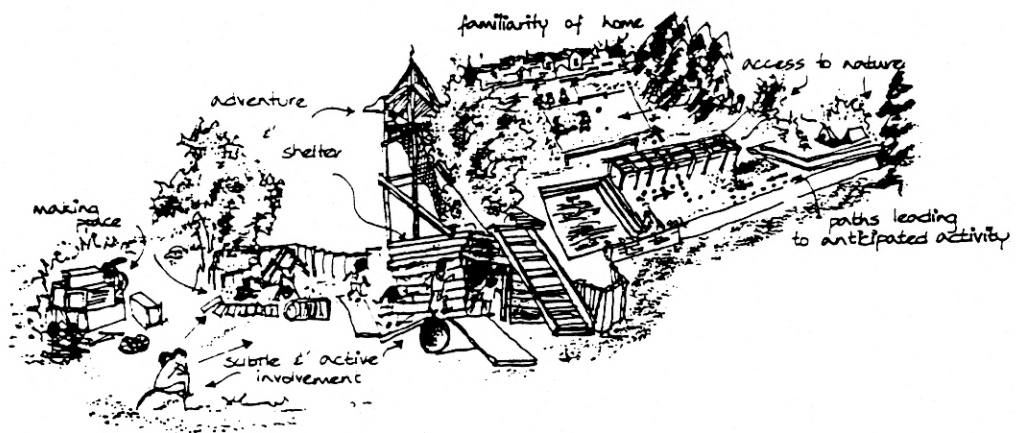 familiarity of home
access to nature
adventure
&
shelter
making
place
paths leading
to anticipated activity
subtle & active
involvement